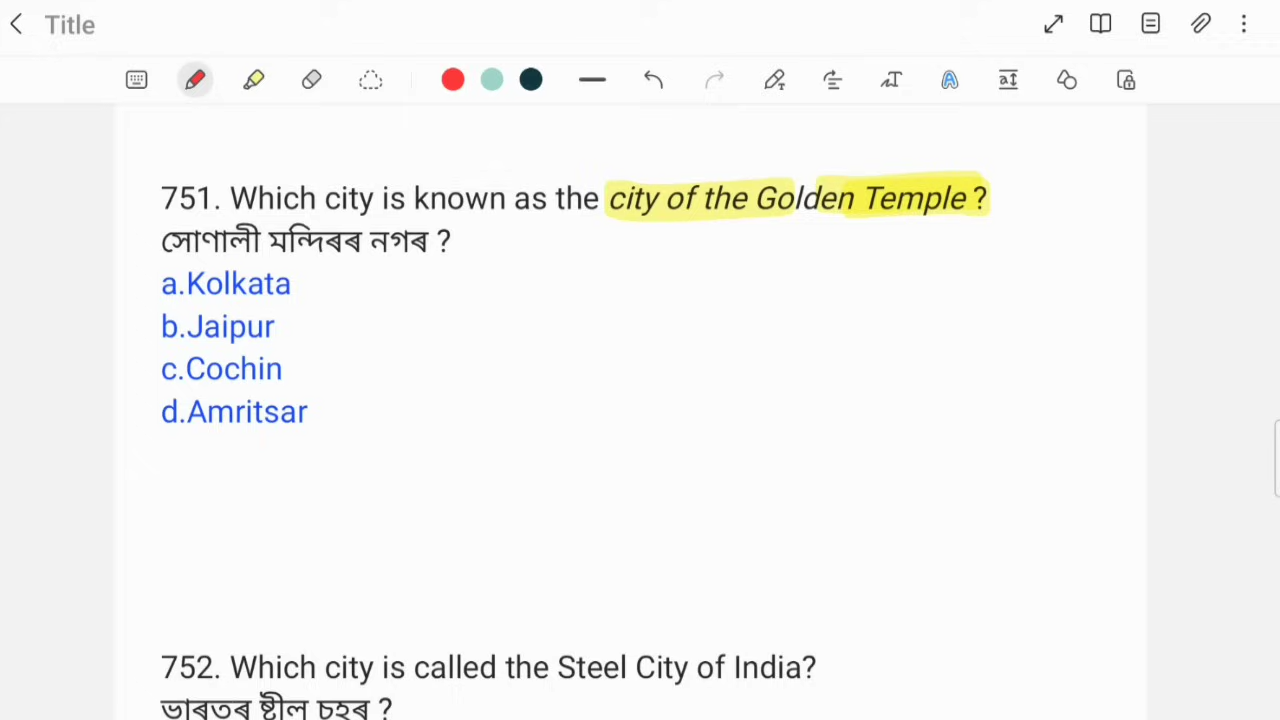 Title
751. Which city is known as the city of the Golden Temple ?
সোণালী মন্দিৰৰ নগৰ ?
a.Kolkata
b.Jaipur
c.Cochin
d.Amritsar
752. Which city is called the Steel City of India?
ভাৰতৰ ষ্টীল চহৰ ?